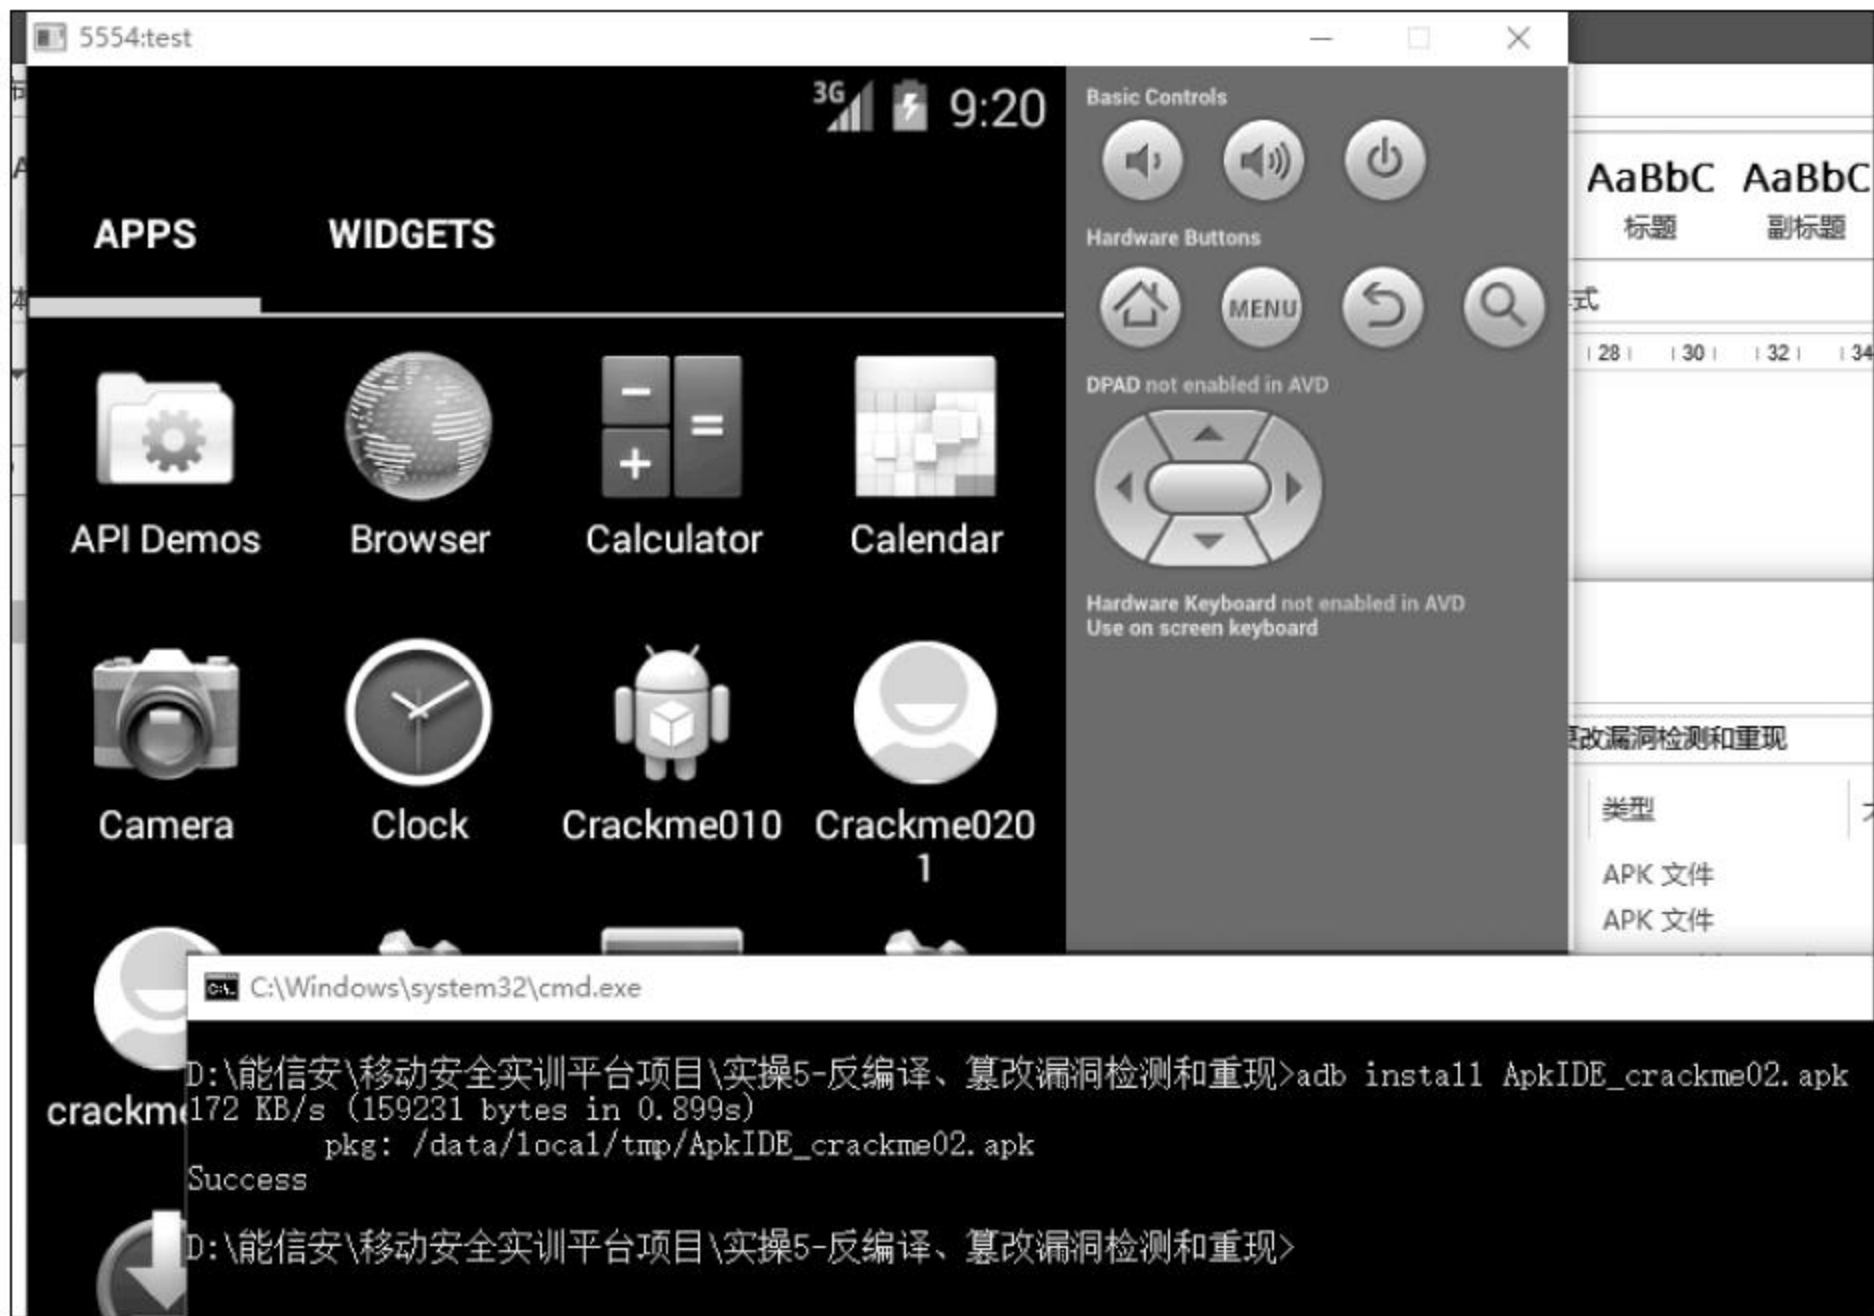 5554:test
3G 9:20
APPS WIDGETS
API Demos Browser Calculator Calendar
Camera Clock Crackme010 Crackme020
1
crackme
Basic Controls
Hardware Buttons
MENU
DPAD not enabled in AVD
Hardware Keyboard not enabled in AVD
Use on screen keyboard
AaBbC AaBbC
标题 副标题
式
28 30 32 34
改漏洞检测和重现
类型
APK 文件
APK 文件
C:\Windows\system32\cmd.exe
D:\能信安\移动安全实训平台项目\实操5-反编译、篡改漏洞检测和重现>adb install ApkIDE_crackme02.apk
172 KB/s (159231 bytes in 0.899s)
pkg: /data/local/tmp/ApkIDE_crackme02.apk
Success
D:\能信安\移动安全实训平台项目\实操5-反编译、篡改漏洞检测和重现>